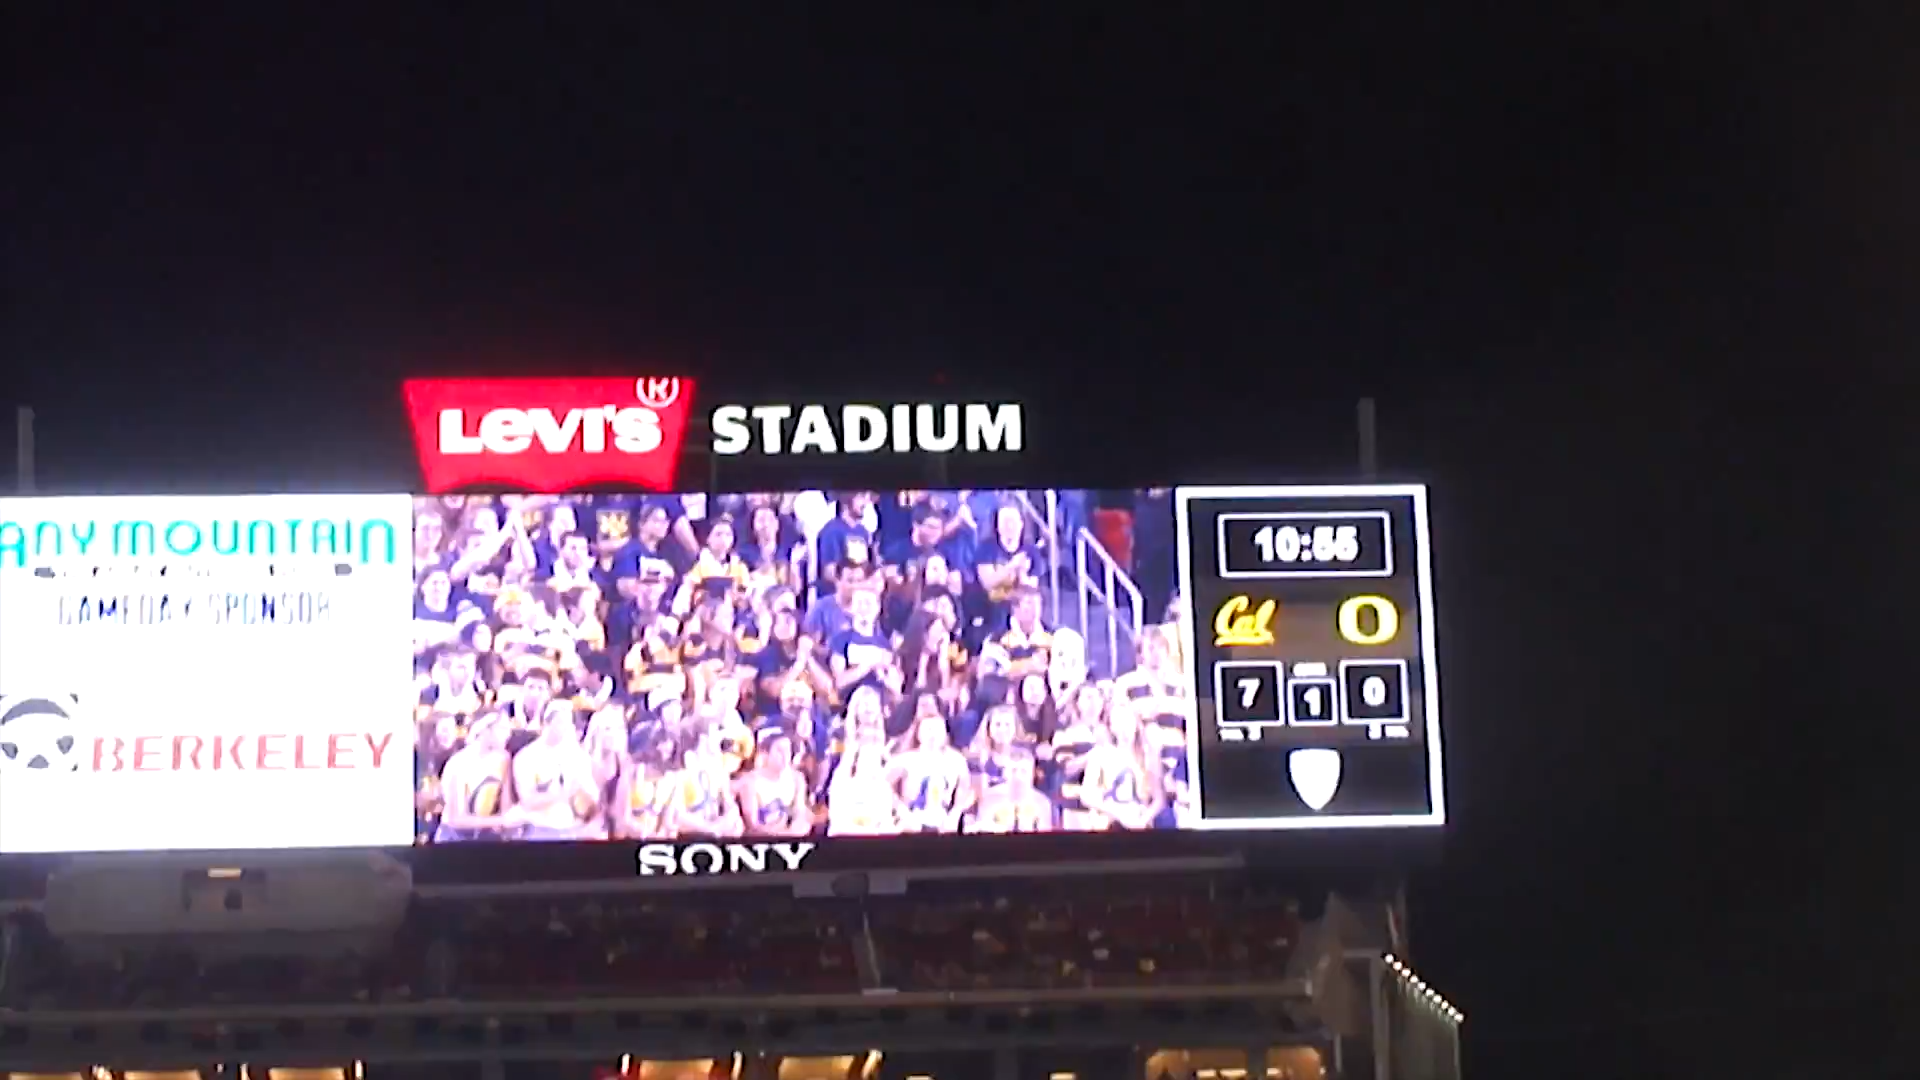 LEVI'S®
STADIUM
ANY MOUNTAIN
GAMEDAY SPONSOR
BERKELEY
10:55
Cal
O
7
1
0
SONY